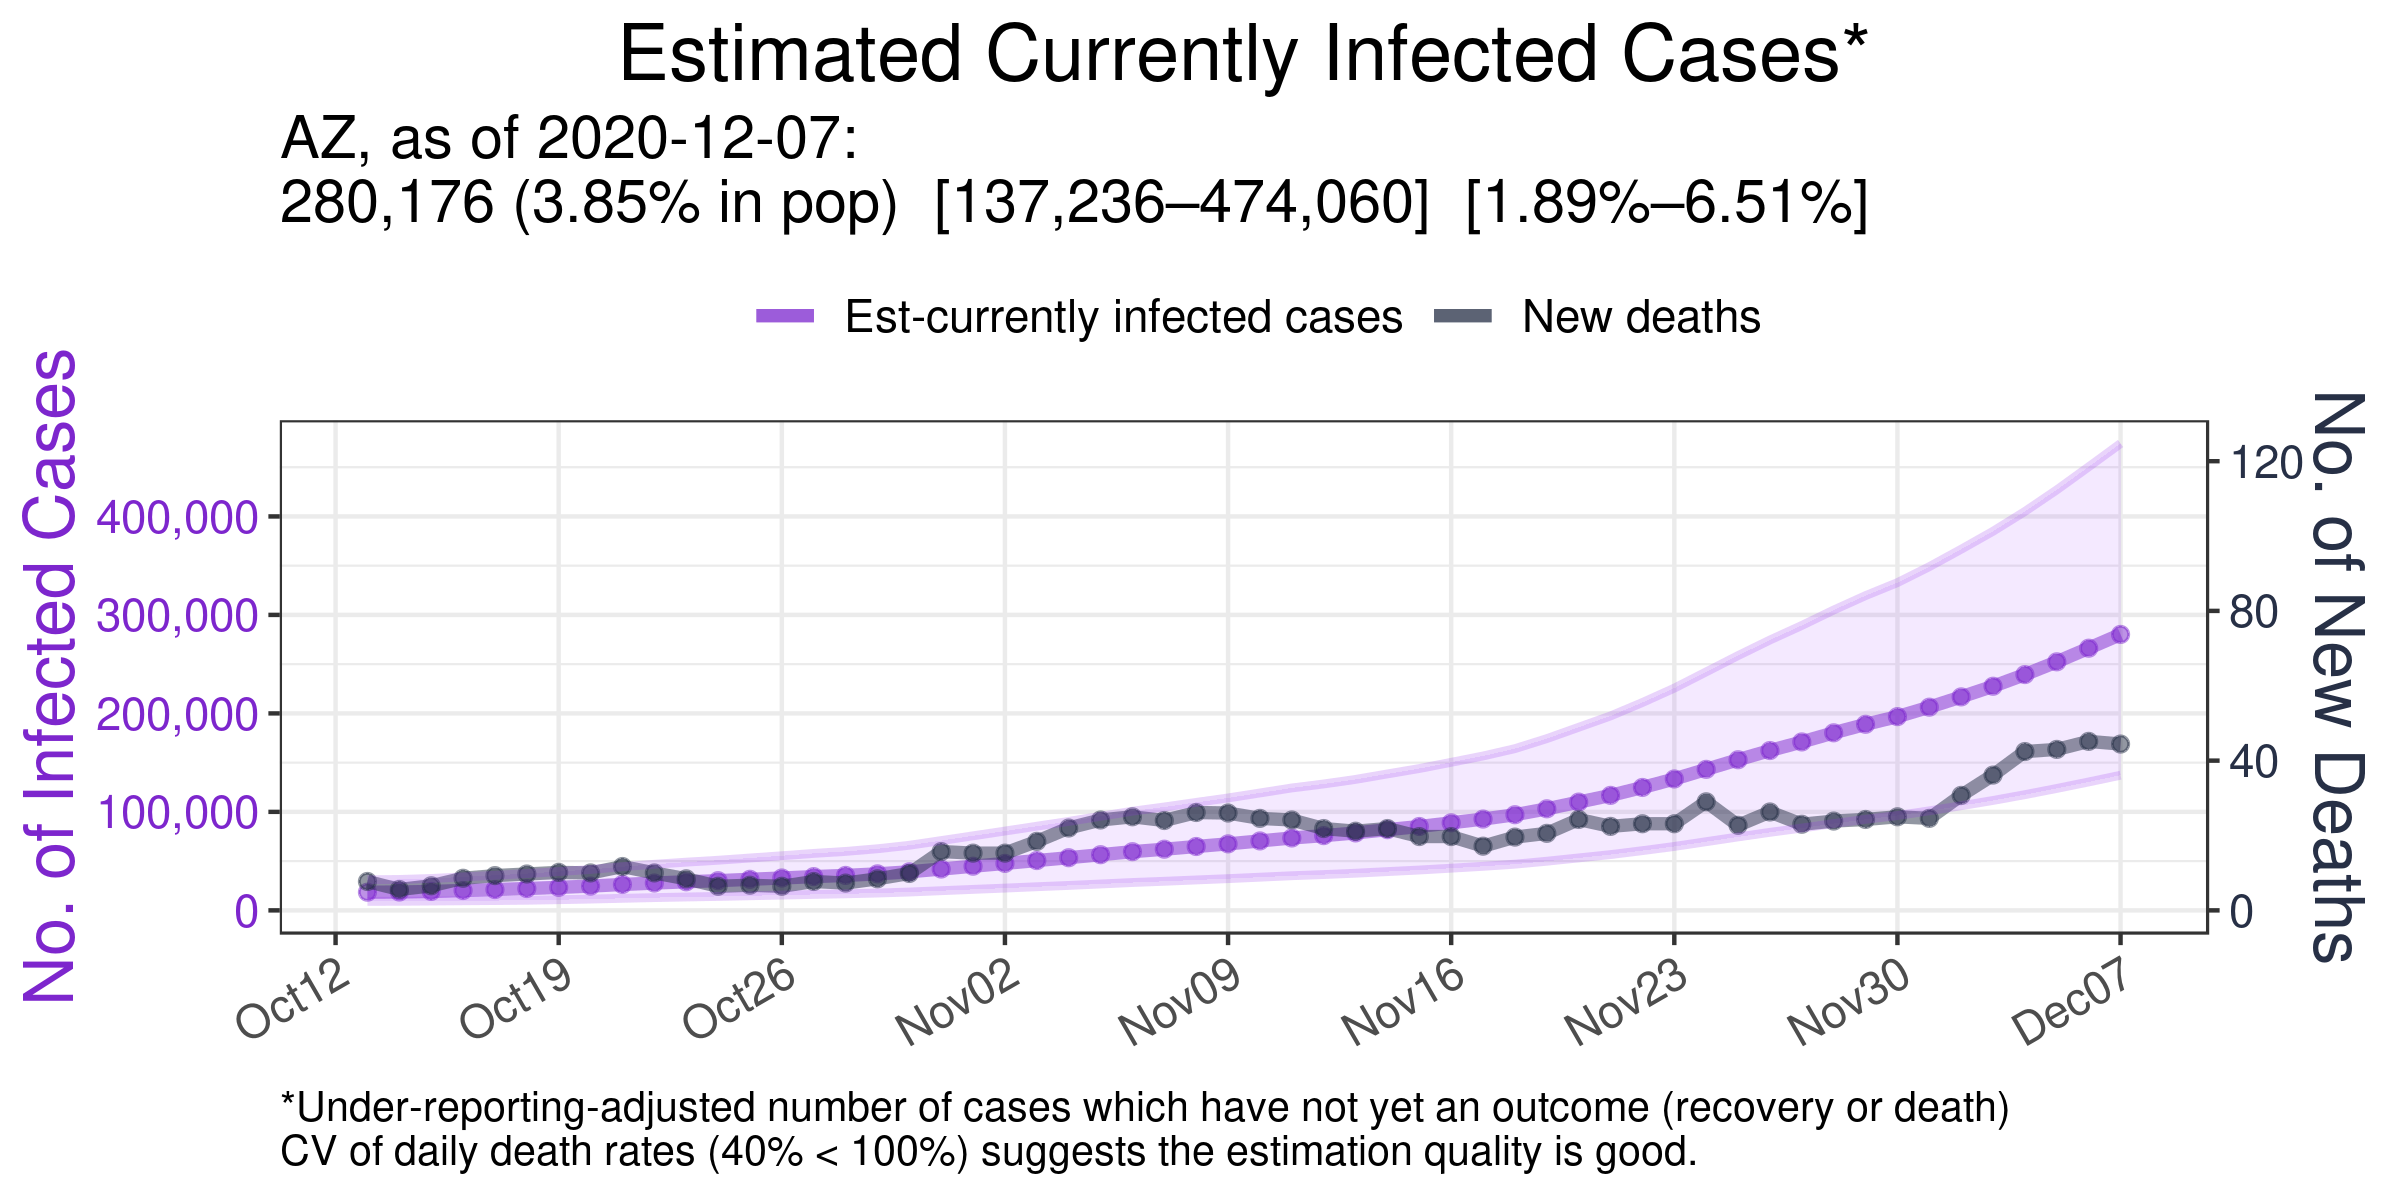 Estimated Currently Infected Cases*
AZ, as of 2020-12-07:
280,176 (3.85% in pop)  [137,236–474,060]  [1.89%–6.51%]
Est-currently infected cases
New deaths
No. of Infected Cases
400,000
300,000
200,000
100,000
0
120
80
40
0
No. of New Deaths
Oct12
Oct19
Oct26
Nov02
Nov09
Nov16
Nov23
Nov30
Dec07
*Under-reporting-adjusted number of cases which have not yet an outcome (recovery or death)
CV of daily death rates (40% < 100%) suggests the estimation quality is good.